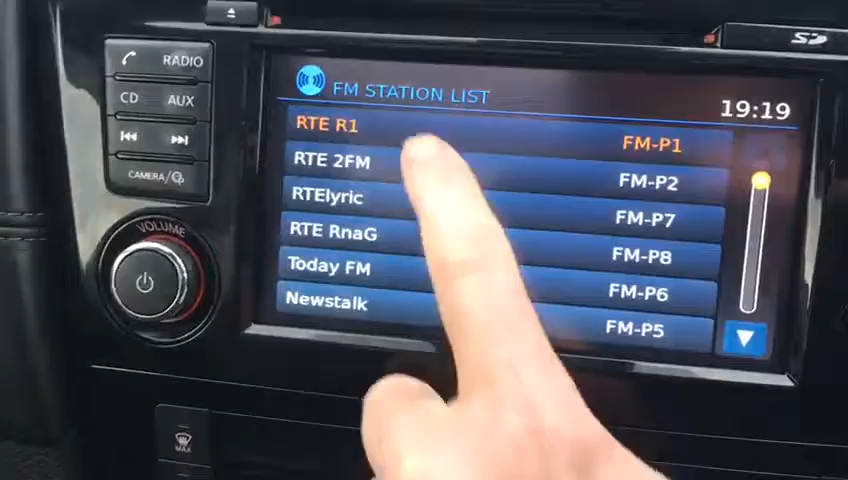 RADIO
CD AUX
CAMERA/
VOLUME
MAX
FM STATION LIST
19:19
RTE R1 FM-P1
RTE 2FM FM-P2
RTElyric FM-P7
RTE RnaG FM-P8
Today FM FM-P6
Newstalk FM-P5
SD